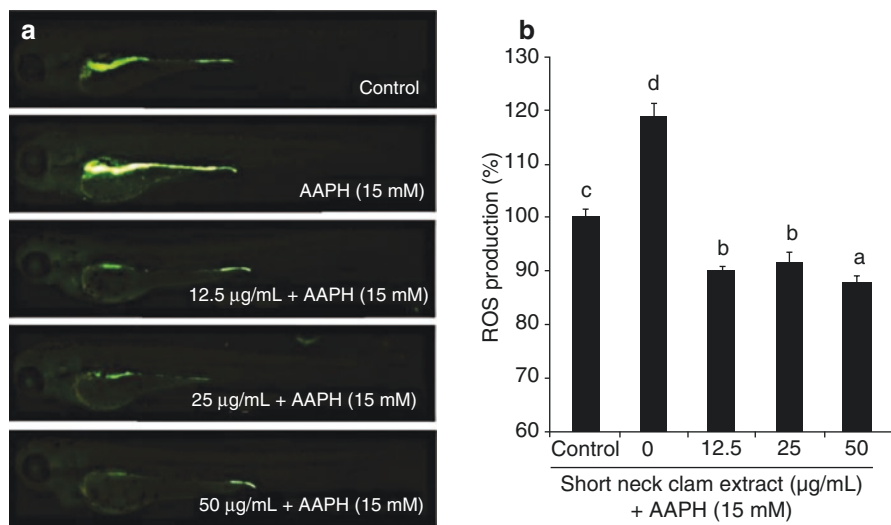 a
Control
AAPH (15 mM)
12.5 μg/mL + AAPH (15 mM)
25 μg/mL + AAPH (15 mM)
50 μg/mL + AAPH (15 mM)
b
ROS production (%)
130
120
110
100
90
80
70
60
c
d
b
b
a
Control
0
12.5
25
50
Short neck clam extract (μg/mL)
+ AAPH (15 mM)